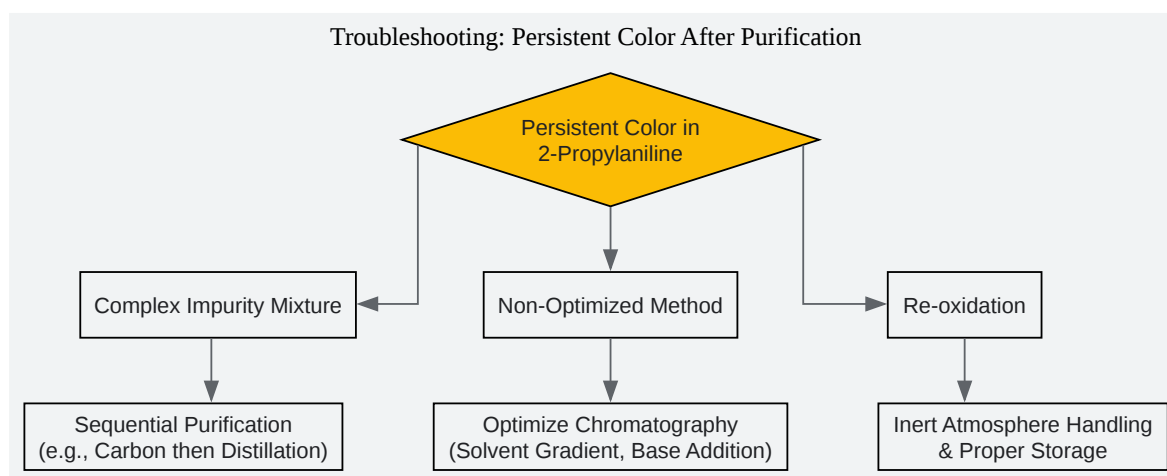 Troubleshooting: Persistent Color After Purification
Persistent Color in
2-Propylaniline
Complex Impurity Mixture
Non-Optimized Method
Re-oxidation
Sequential Purification
(e.g., Carbon then Distillation)
Optimize Chromatography
(Solvent Gradient, Base Addition)
Inert Atmosphere Handling
& Proper Storage